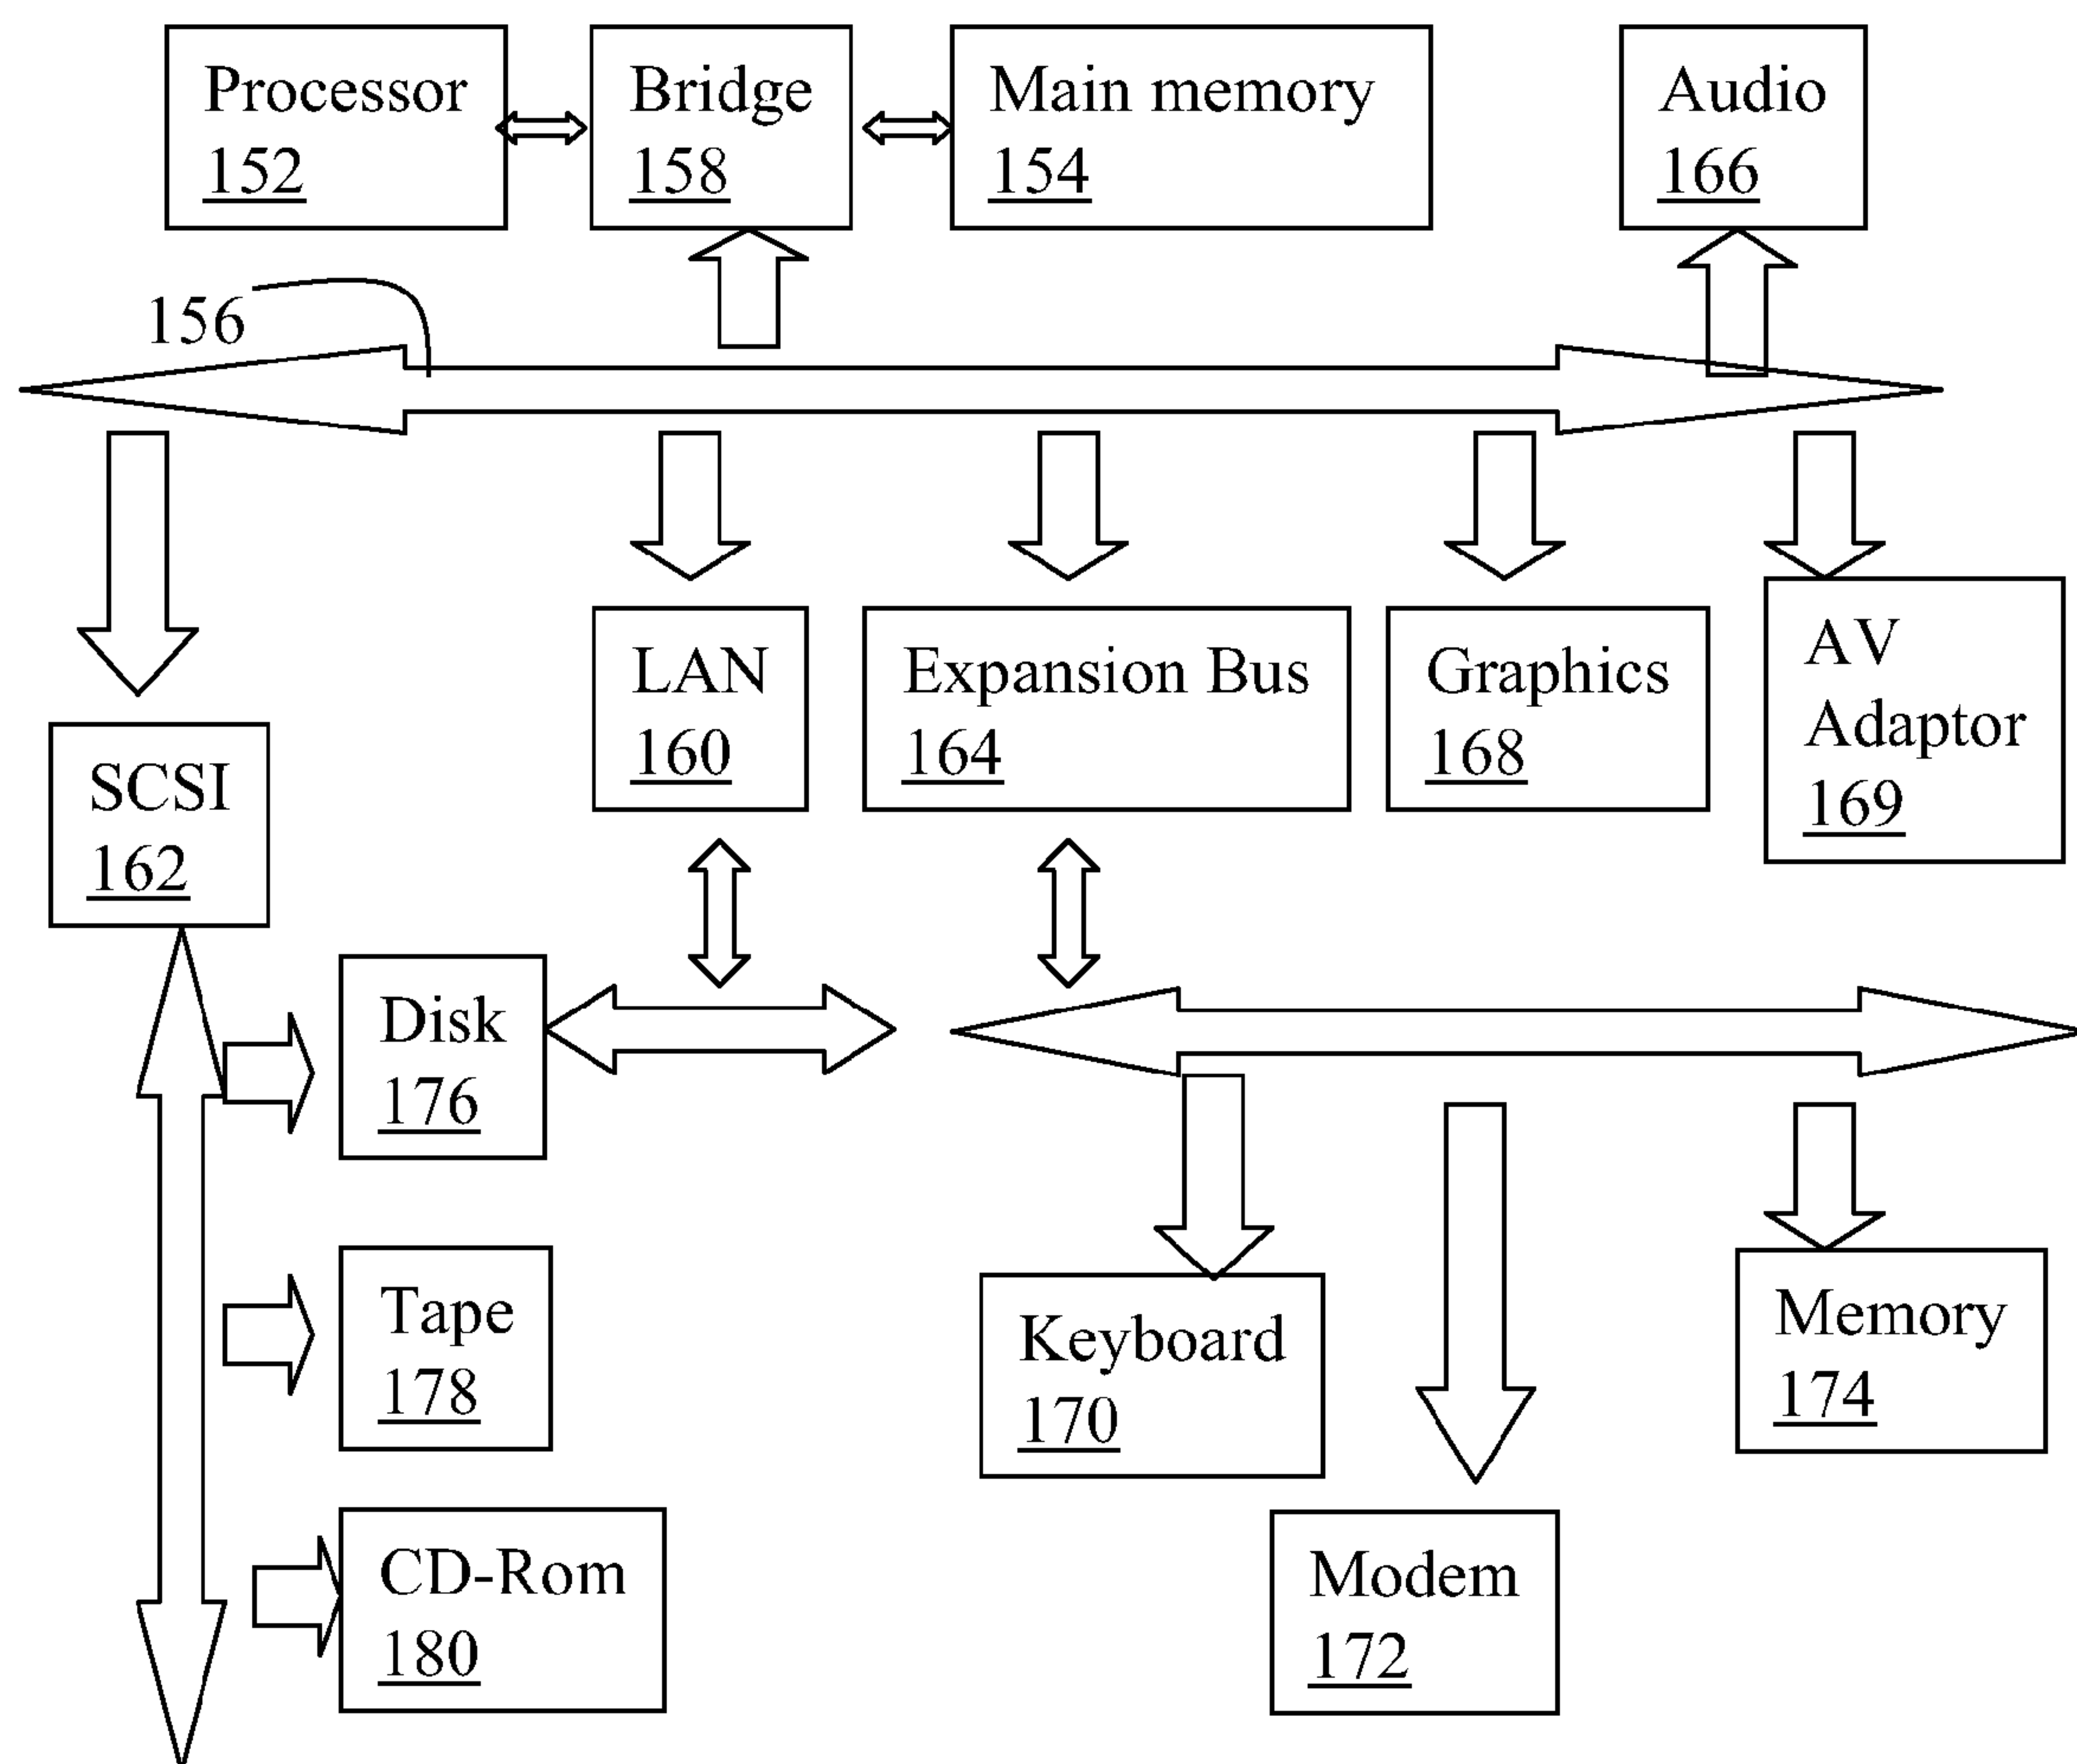 Processor
152
Bridge
158
Main memory
154
Audio
166
156
SCSI
162
LAN
160
Expansion Bus
164
Graphics
168
AV
Adaptor
169
Disk
176
Tape
178
CD-Rom
180
Keyboard
170
Modem
172
Memory
174